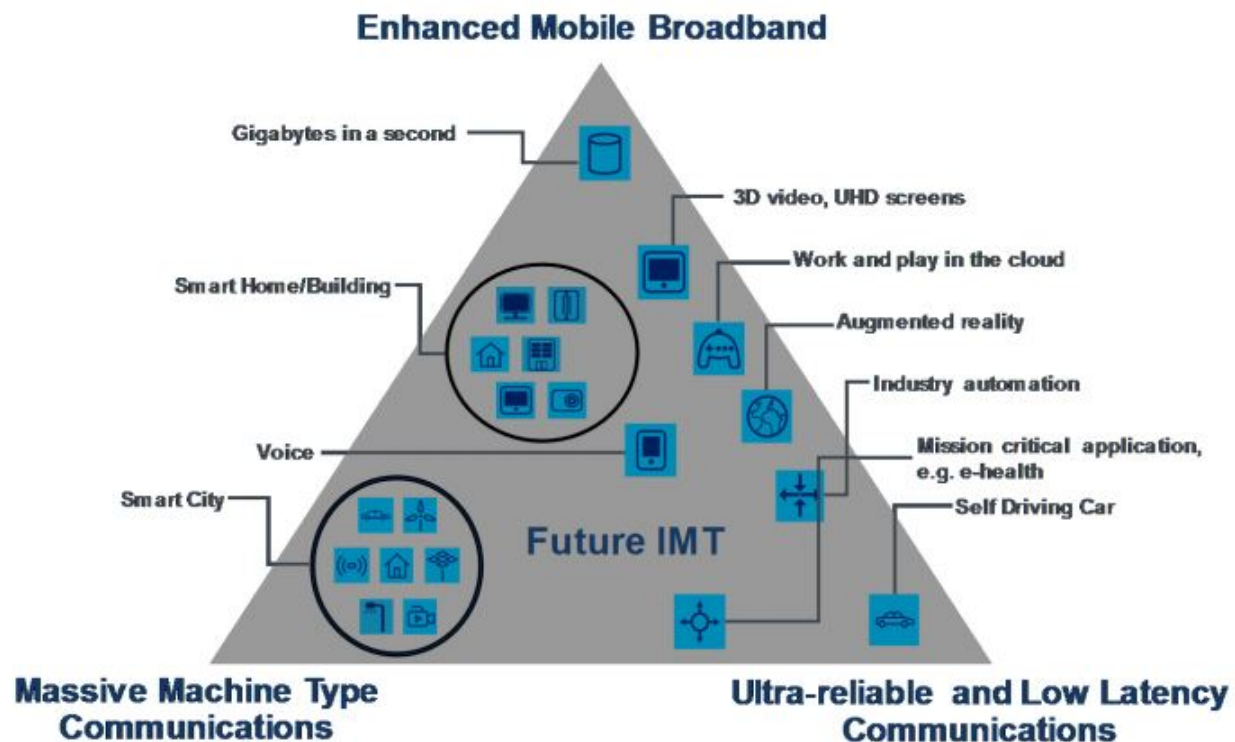 Enhanced Mobile Broadband
Gigabytes in a second
3D video, UHD screens
Work and play in the cloud
Smart Home/Building
Augmented reality
Industry automation
Mission critical application,
e.g. e-health
Voice
Smart City
Self Driving Car
Future IMT
Massive Machine Type
Communications
Ultra-reliable and Low Latency
Communications